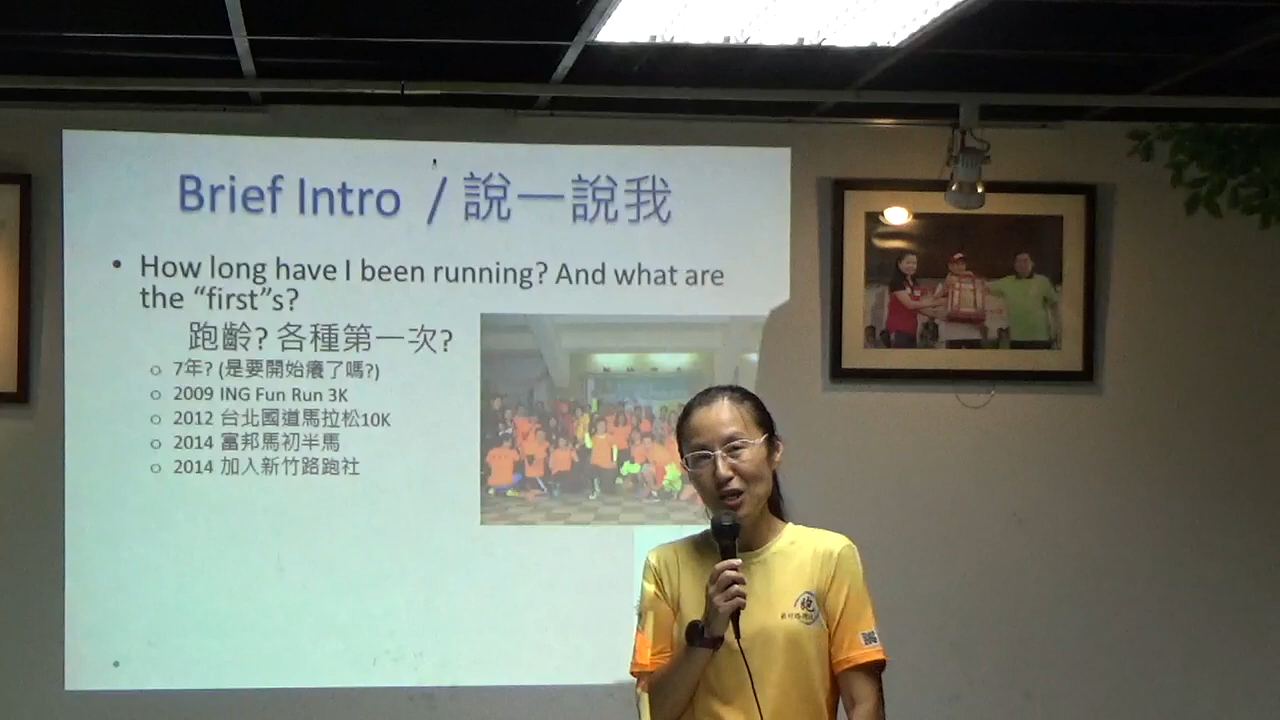 Brief Intro / 說一說我
• How long have I been running? And what are
the “first”s?
跑齡? 各種第一次?
○ 7年? (是要開始癢了嗎?)
○ 2009 ING Fun Run 3K
○ 2012 台北國道馬拉松10K
○ 2014 富邦馬初半馬
○ 2014 加入新竹路跑社
跑